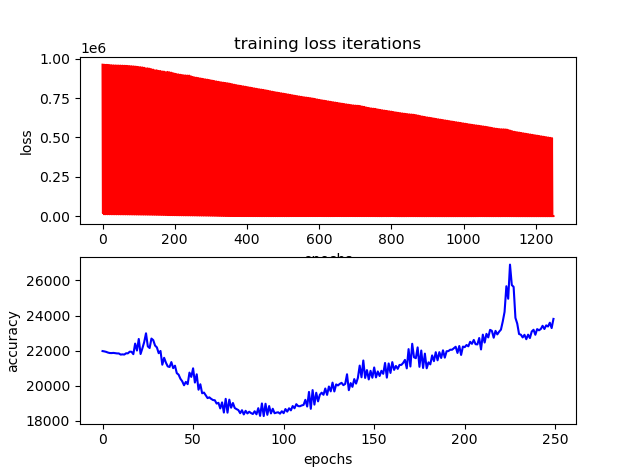 training loss iterations
1e6
1.00
0.75
0.50
0.25
0.00
loss
0 200 400 600 800 1000 1200
epochs
26000
24000
22000
20000
18000
accuracy
0 50 100 150 200 250
epochs